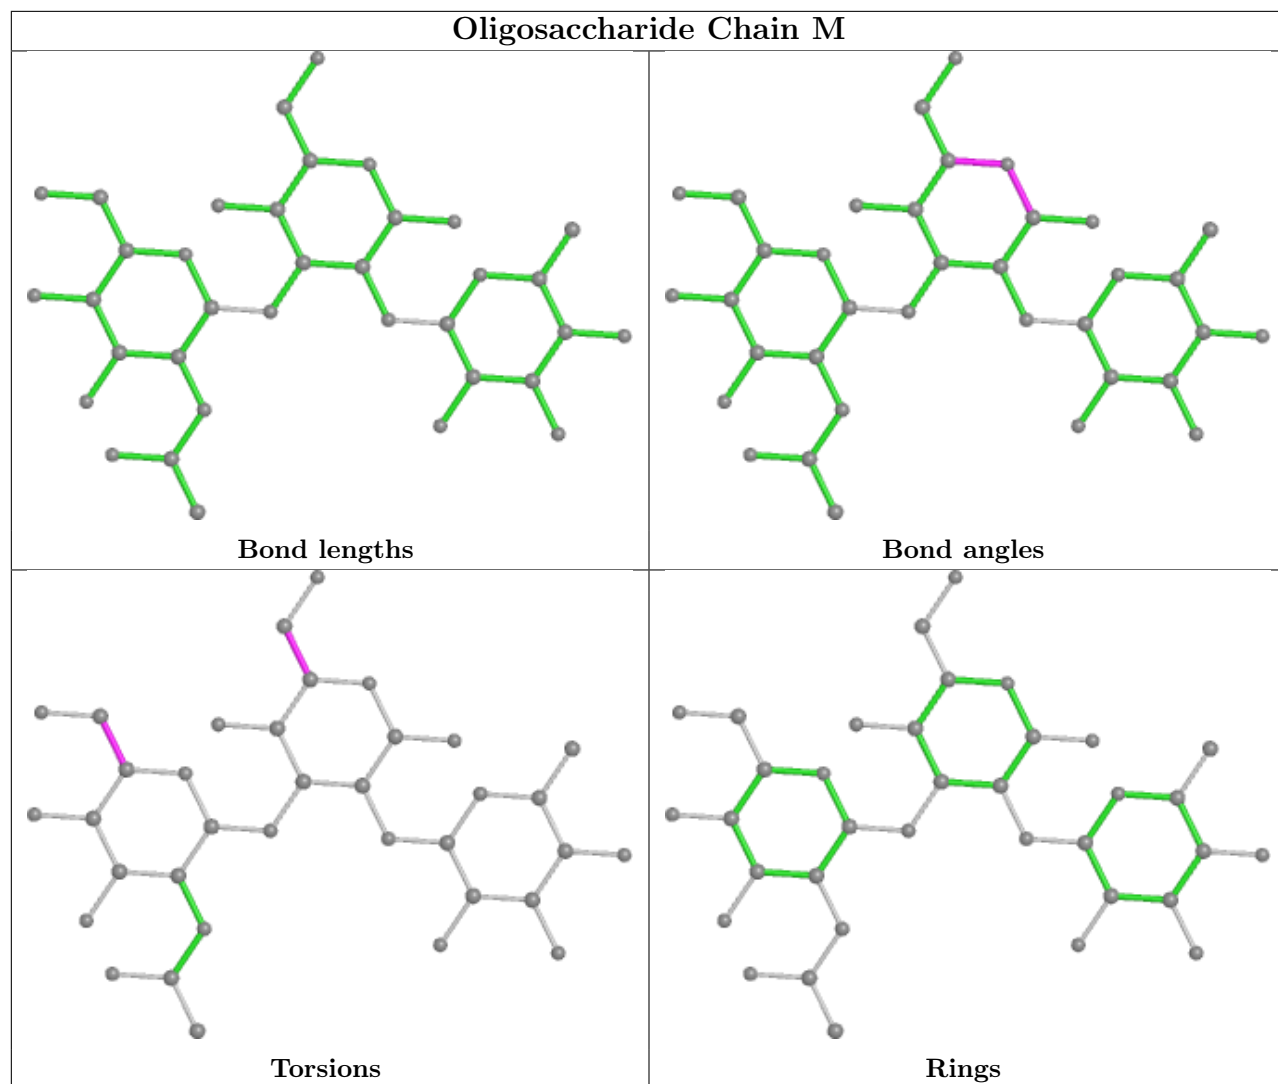 Oligosaccharide Chain M
Bond lengths
Bond angles
Torsions
Rings